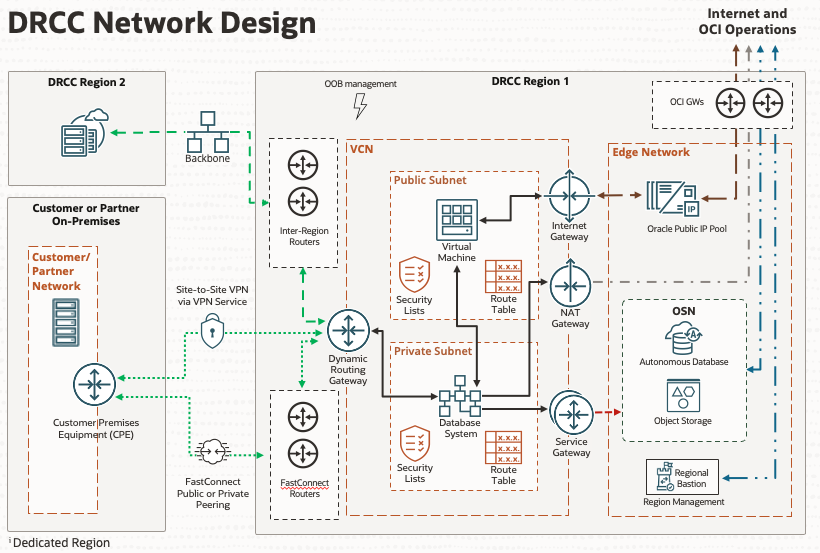 DRCC Network Design
Internet and
OCI Operations
DRCC Region 2
OOB management
DRCC Region 1
OCI GWs
Backbone
VCN
Edge Network
Public Subnet
Customer or Partner
On-Premises
Inter-Region
Routers
Virtual
Machine
Internet
Gateway
IP
Oracle Public IP Pool
Customer/
Partner
Network
Site-to-Site VPN
via VPN Service
Security
Lists
x.x.x.
x.x.x.
x.x.x.
Route
Table
NAT
Gateway
OSN
A
Autonomous Database
Dynamic
Routing
Gateway
Private Subnet
Object Storage
Customer Premises
Equipment (CPE)
Database
System
Service
Gateway
Security
Lists
x.x.x.
x.x.x.
x.x.x.
Route
Table
FastConnect
Public or Private
Peering
FastConnect
Routers
Regional
Bastion
Region Management
i Dedicated Region